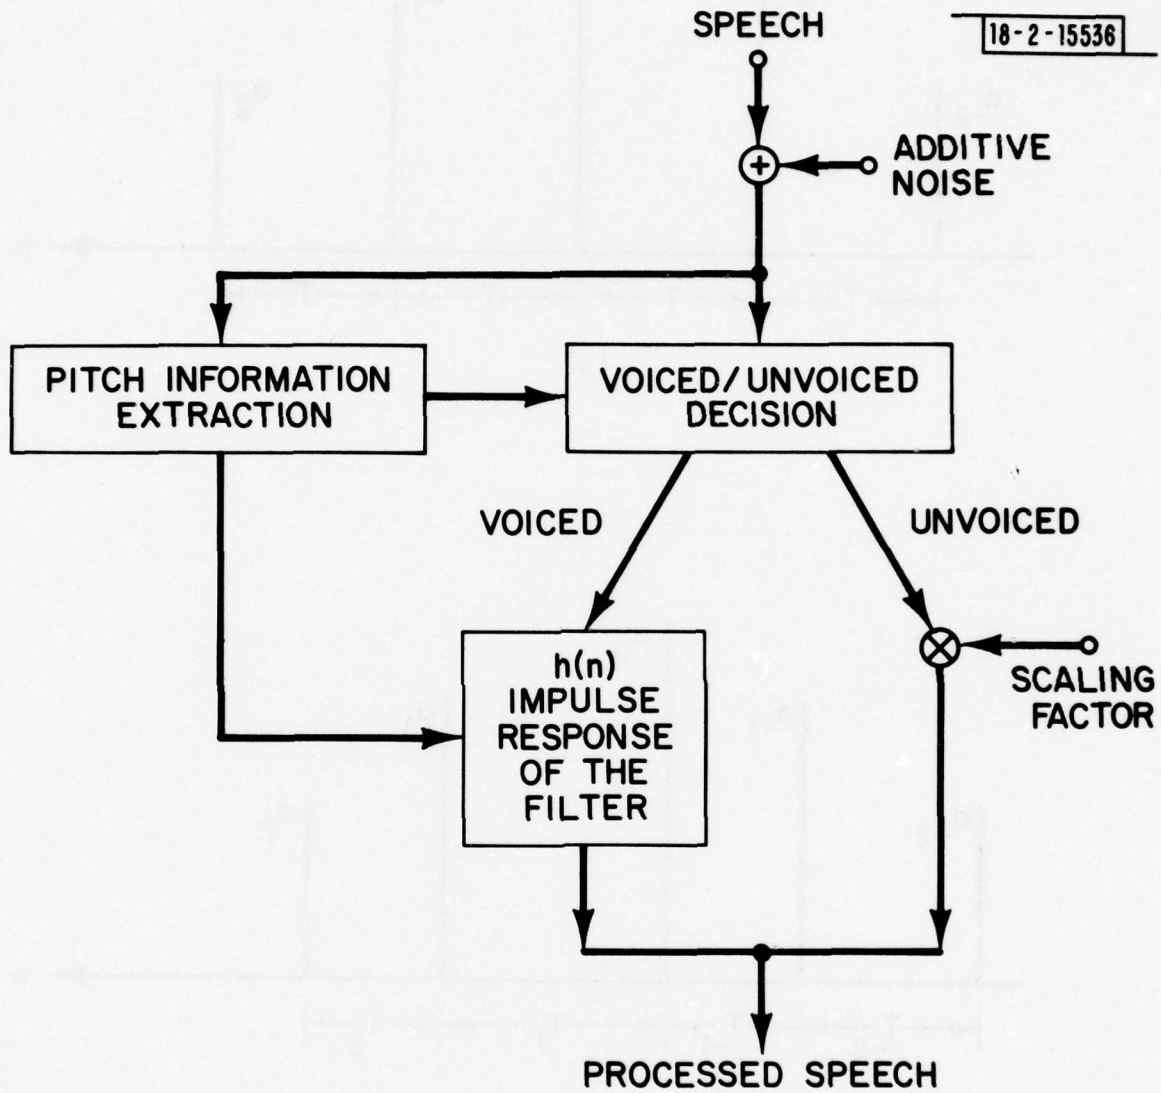 SPEECH
18-2-15536
+
ADDITIVE
NOISE
PITCH INFORMATION
EXTRACTION
VOICED/UNVOICED
DECISION
VOICED
UNVOICED
h(n)
IMPULSE
RESPONSE
OF THE
FILTER
SCALING
FACTOR
PROCESSED SPEECH